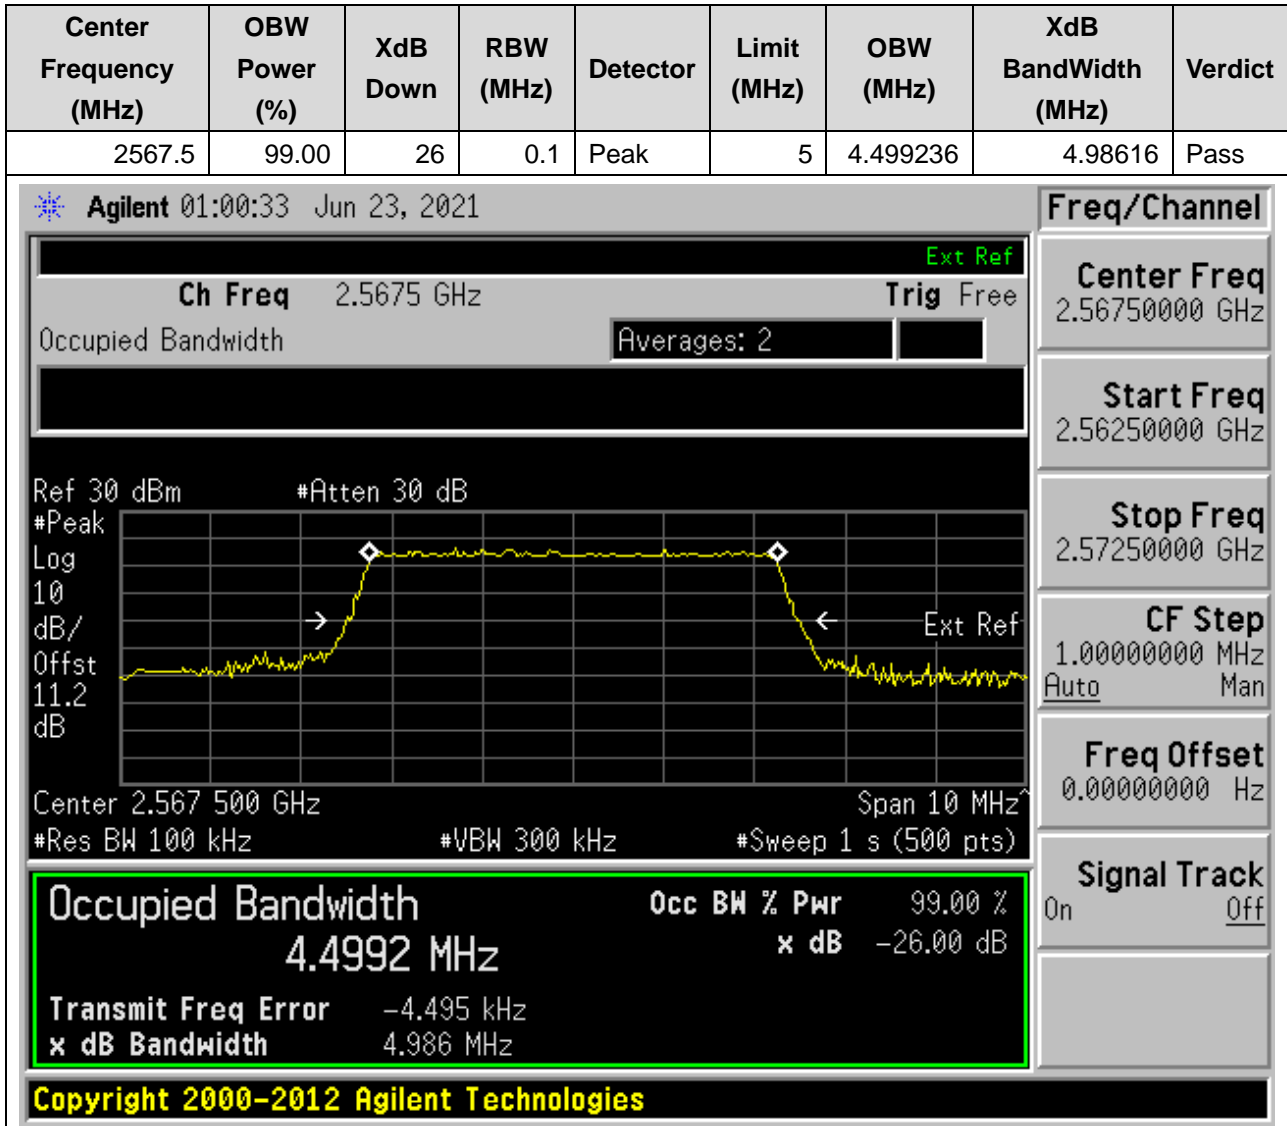 Center Frequency (MHz) OBW Power (%) XdB Down RBW (MHz) Detector Limit (MHz) OBW (MHz) XdB BandWidth (MHz) Verdict
2567.5 99.00 26 0.1 Peak 5 4.499236 4.98616 Pass
Agilent 01:00:33 Jun 23, 2021
Freq/Channel
Ext Ref
Ch Freq 2.5675 GHz Trig Free
Occupied Bandwidth Averages: 2
Center Freq
2.56750000 GHz
Start Freq
2.56250000 GHz
Stop Freq
2.57250000 GHz
CF Step
1.00000000 MHz
Auto Man
Freq Offset
0.00000000 Hz
Signal Track
On Off
Ref 30 dBm #Atten 30 dB
#Peak
Log
10
dB/
Offst
11.2
dB
Ext Ref
Center 2.567 500 GHz Span 10 MHz^
#Res BW 100 kHz #VBW 300 kHz #Sweep 1 s (500 pts)
Occupied Bandwidth Occ BW % Pwr 99.00 %
4.4992 MHz x dB -26.00 dB
Transmit Freq Error -4.495 kHz
x dB Bandwidth 4.986 MHz
Copyright 2000-2012 Agilent Technologies